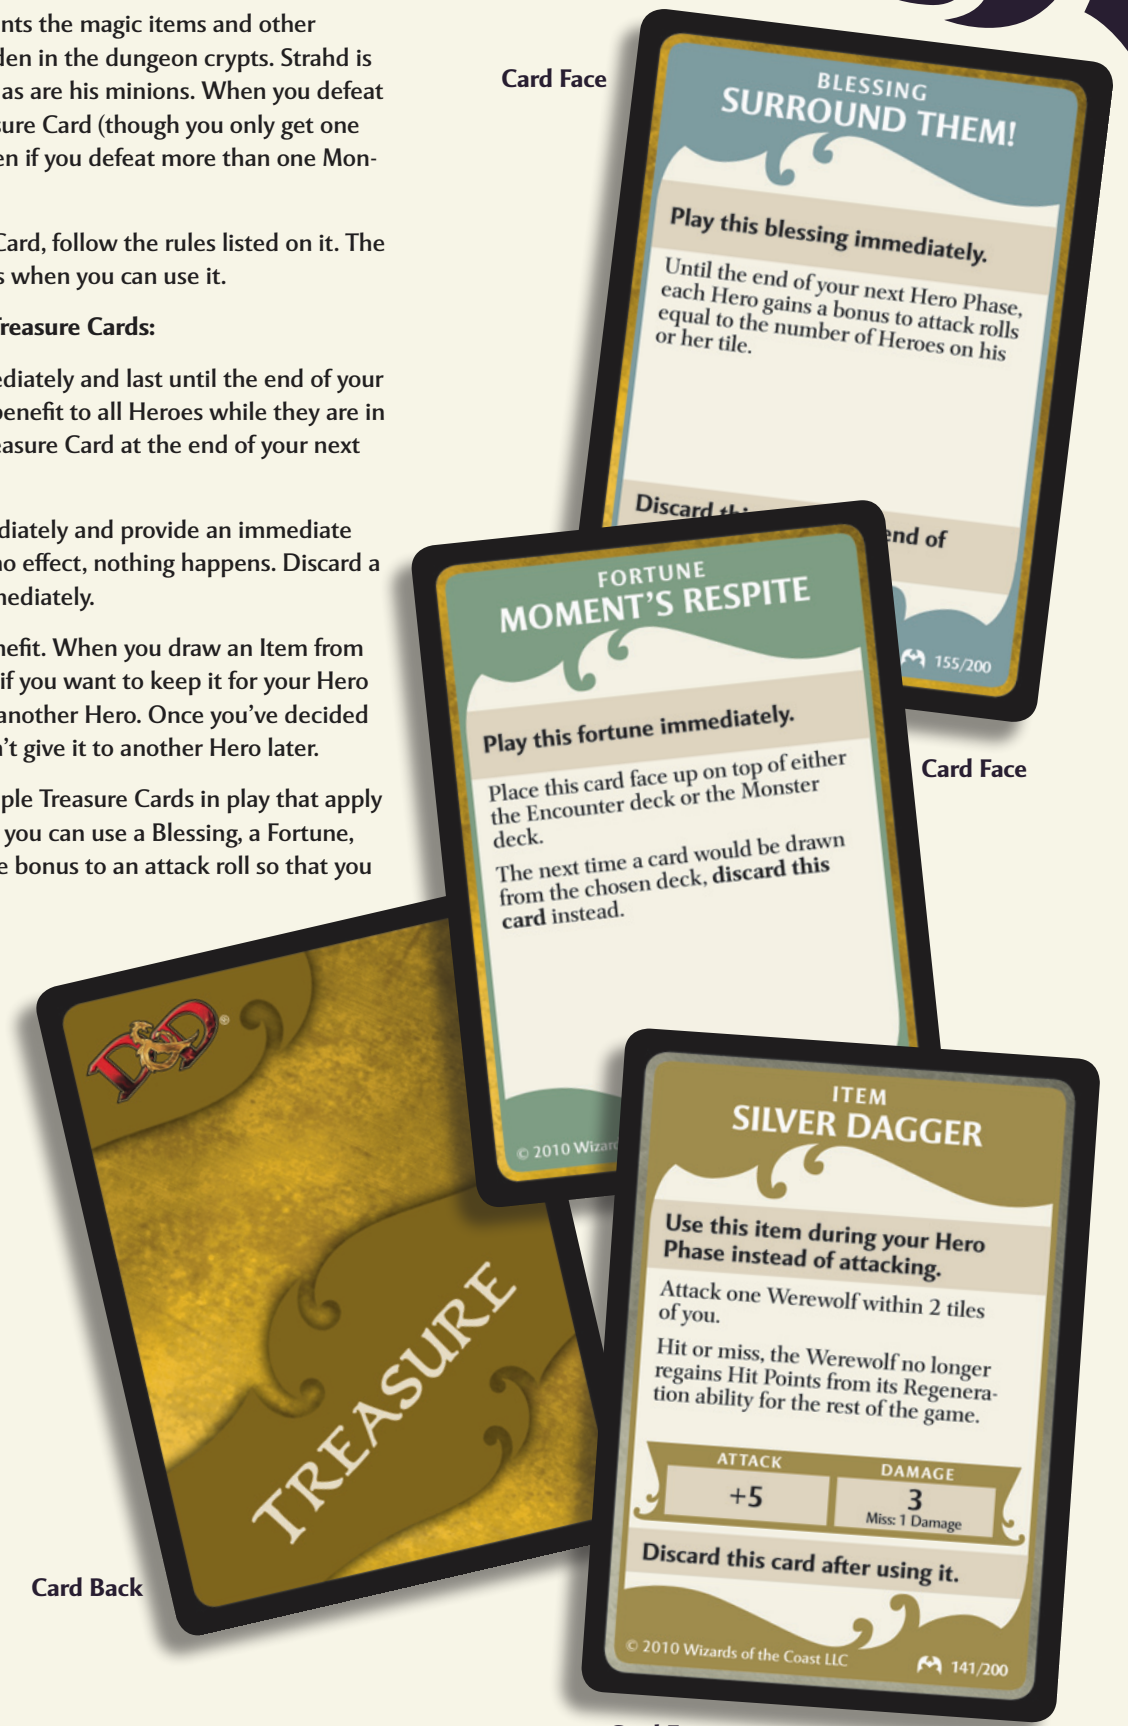 nts the magic items and other
den in the dungeon crypts. Strahd is
as are his minions. When you defeat
sure Card (though you only get one
en if you defeat more than one Mon-
Card, follow the rules listed on it. The
s when you can use it.
Treasure Cards:
ediately and last until the end of your
benefit to all Heroes while they are in
easure Card at the end of your next
diately and provide an immediate
no effect, nothing happens. Discard a
mediately.
nefit. When you draw an Item from
if you want to keep it for your Hero
another Hero. Once you've decided
n't give it to another Hero later.
ple Treasure Cards in play that apply
you can use a Blessing, a Fortune,
e bonus to an attack roll so that you
Card Face
BLESSING
SURROUND THEM!
Play this blessing immediately.
Until the end of your next Hero Phase,
each Hero gains a bonus to attack rolls
equal to the number of Heroes on his
or her tile.
Discard
end of
155/200
Card Face
FORTUNE
MOMENT'S RESPITE
Play this fortune immediately.
Place this card face up on top of either
the Encounter deck or the Monster
deck.
The next time a card would be drawn
from the chosen deck, discard this
card instead.
© 2010 Wizar
D&D®
TREASURE
Card Back
ITEM
SILVER DAGGER
Use this item during your Hero
Phase instead of attacking.
Attack one Werewolf within 2 tiles
of you.
Hit or miss, the Werewolf no longer
regains Hit Points from its Regenera-
tion ability for the rest of the game.
ATTACK
+5
DAMAGE
3
Miss: 1 Damage
Discard this card after using it.
© 2010 Wizards of the Coast LLC
141/200